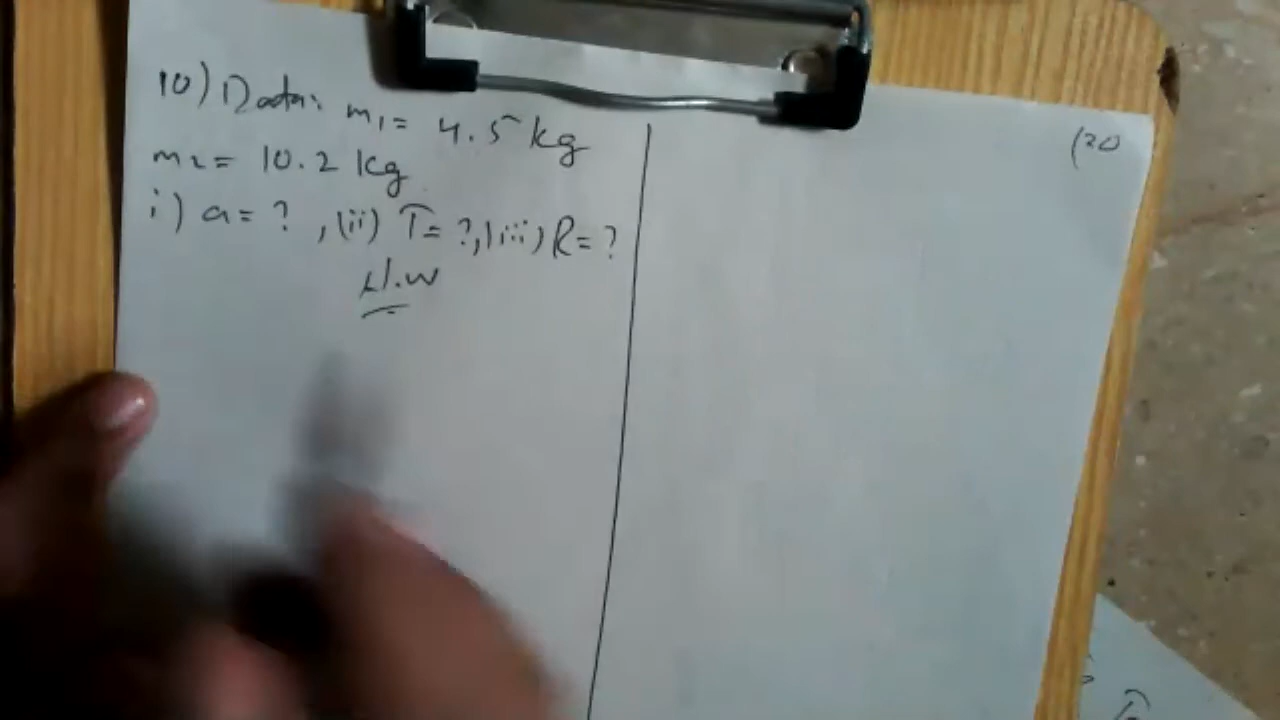 10) Data: m1 = 4.5 kg
m2 = 10.2 kg
i) a = ? , (ii) T = ?, (iii) R = ?
H.W
(20